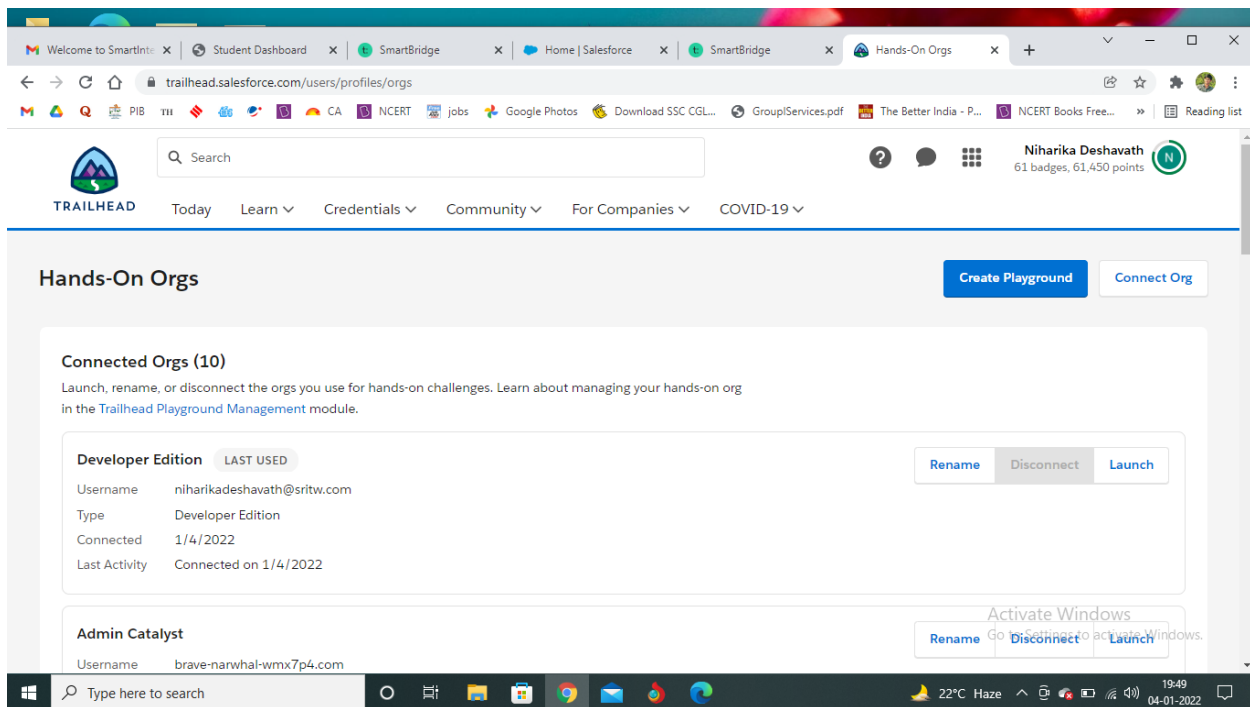 Welcome to SmartInte
Student Dashboard
SmartBridge
Home | Salesforce
SmartBridge
Hands-On Orgs
trailhead.salesforce.com/users/profiles/orgs
PIB
TH
CA
NCERT
jobs
Google Photos
Download SSC CGL...
GroupIServices.pdf
The Better India - P...
NCERT Books Free...
»
Reading list
TRAILHEAD
Search
Niharika Deshavath
61 badges, 61,450 points
N
Today Learn Credentials Community For Companies COVID-19
Hands-On Orgs
Create Playground
Connect Org
Connected Orgs (10)
Launch, rename, or disconnect the orgs you use for hands-on challenges. Learn about managing your hands-on org
in the Trailhead Playground Management module.
Developer Edition LAST USED
Rename Disconnect Launch
Username niharikadeshavath@sritw.com
Type Developer Edition
Connected 1/4/2022
Last Activity Connected on 1/4/2022
Activate Windows
Go to Settings to activate Windows.
Admin Catalyst
Rename Disconnect Launch
Username brave-narwhal-wmx7p4.com
Type here to search
22°C Haze
19:49
04-01-2022